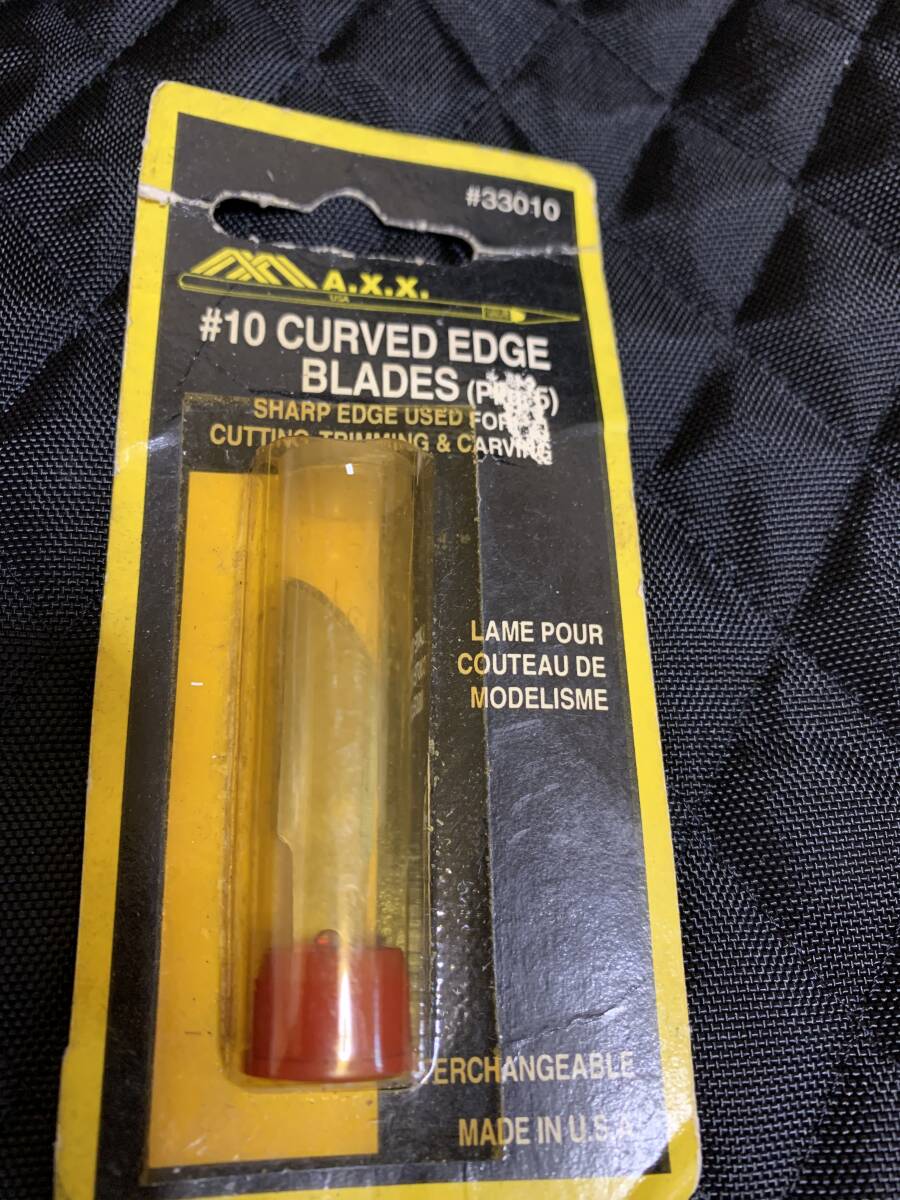 #33010
A.X.X.
USA
#10 CURVED EDGE
BLADES
SHARP EDGE USED FOR
CUTTING TRIMMING & CARVING
LAME POUR
COUTEAU DE
MODELISME
ERCHANGEABLE
MADE IN U.S.A